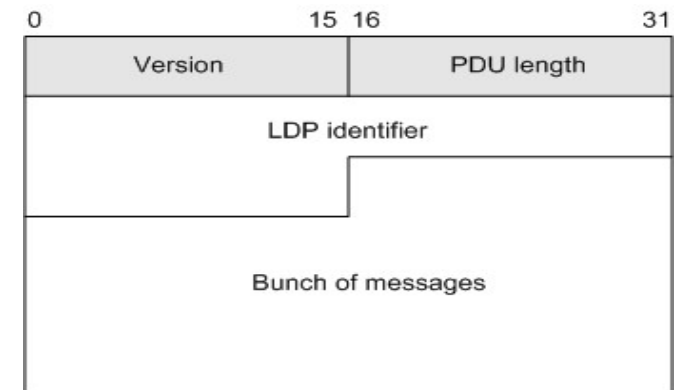 0 15 16 31
Version PDU length
LDP identifier
Bunch of messages